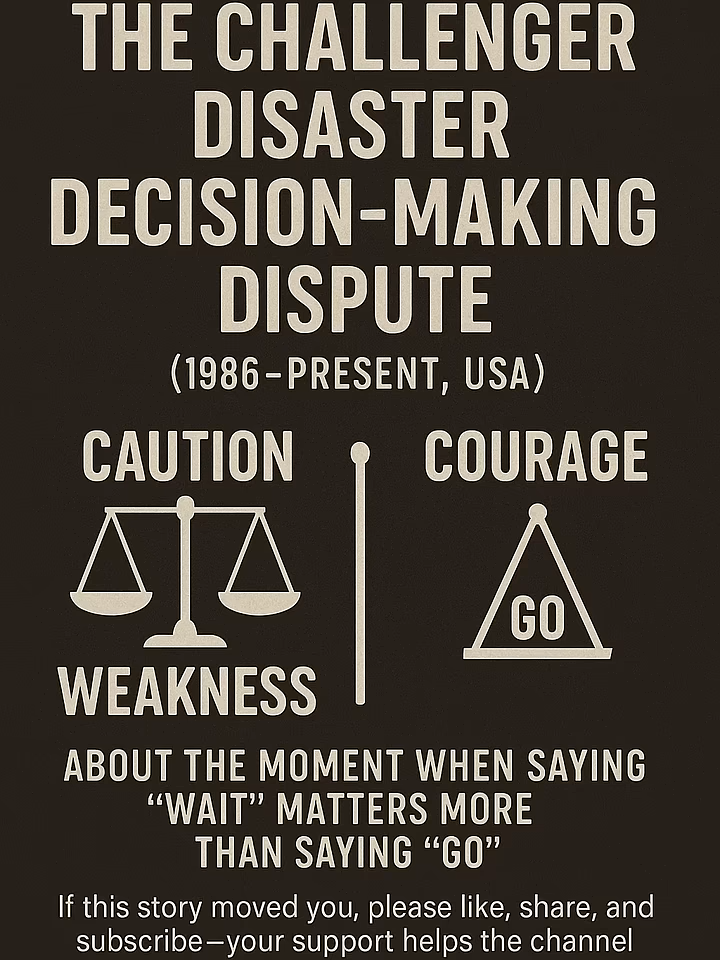 THE CHALLENGER
DISASTER
DECISION-MAKING
DISPUTE
(1986–PRESENT, USA)
CAUTION
COURAGE
GO
WEAKNESS
ABOUT THE MOMENT WHEN SAYING
“WAIT” MATTERS MORE
THAN SAYING “GO”
If this story moved you, please like, share, and
subscribe—your support helps the channel